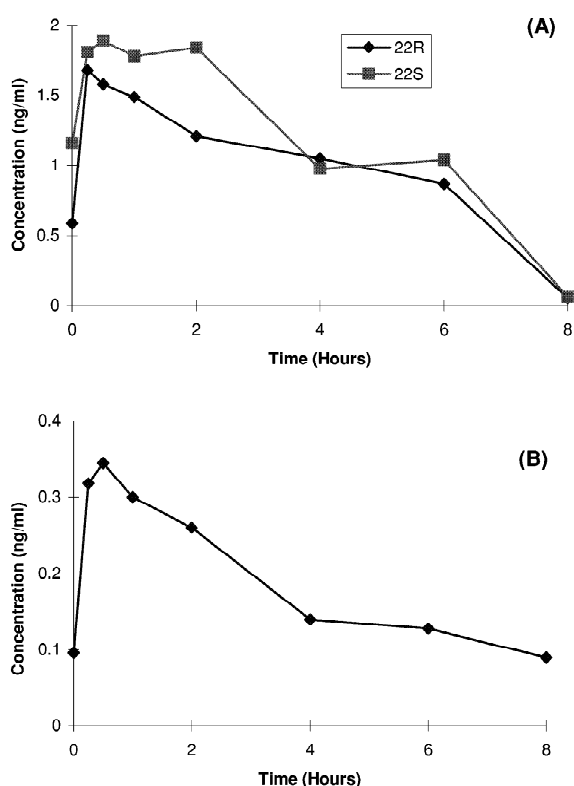 (A)
22R
22S
Concentration (ng/ml)
2
1.5
1
0.5
0
0 2 4 6 8
Time (Hours)
(B)
Concentration (ng/ml)
0.4
0.3
0.2
0.1
0
0 2 4 6 8
Time (Hours)